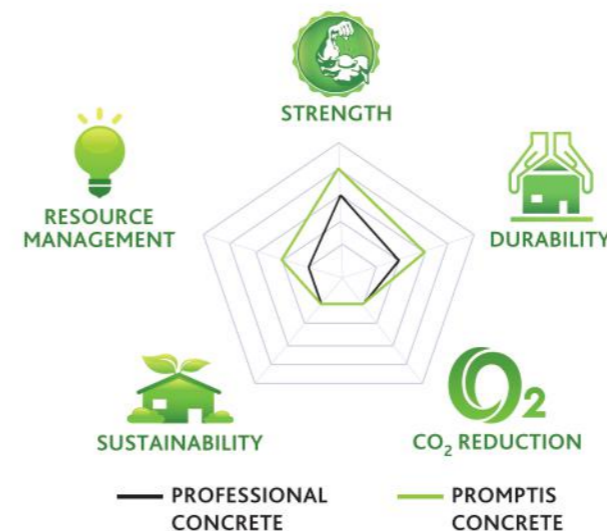 STRENGTH
RESOURCE
MANAGEMENT
DURABILITY
SUSTAINABILITY
O2
CO₂ REDUCTION
PROFESSIONAL
CONCRETE
PROMPTIS
CONCRETE